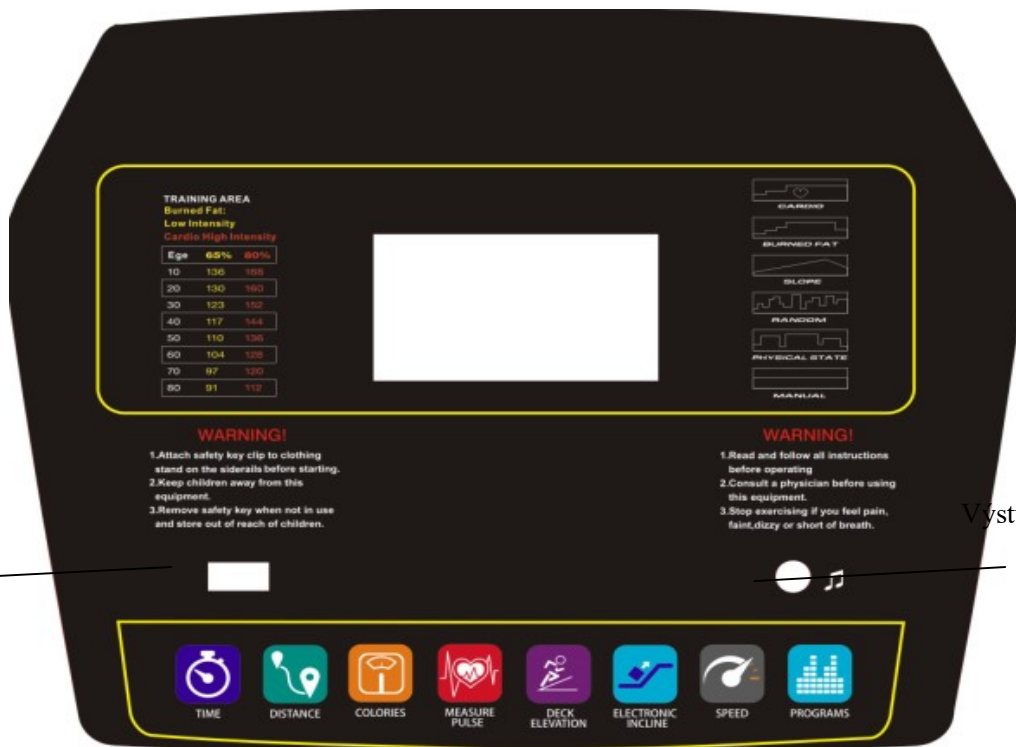 TRAINING AREA
Burned Fat:
Low Intensity
Cardio High Intensity
Ege 65% 80%
10 136 168
20 130 160
30 123 152
40 117 144
50 110 136
60 104 128
70 97 120
80 91 112
CARDIO
BURNED FAT
SLOPE
RANDOM
PHYSICAL STATE
MANUAL
WARNING!
1.Attach safety key clip to clothing
stand on the siderails before starting.
2.Keep children away from this
equipment.
3.Remove safety key when not in use
and store out of reach of children.
WARNING!
1.Read and follow all instructions
before operating
2.Consult a physician before using
this equipment.
3.Stop exercising if you feel pain,
faint,dizzy or short of breath.
Výst
TIME
DISTANCE
COLORIES
MEASURE
PULSE
DECK
ELEVATION
ELECTRONIC
INCLINE
SPEED
PROGRAMS